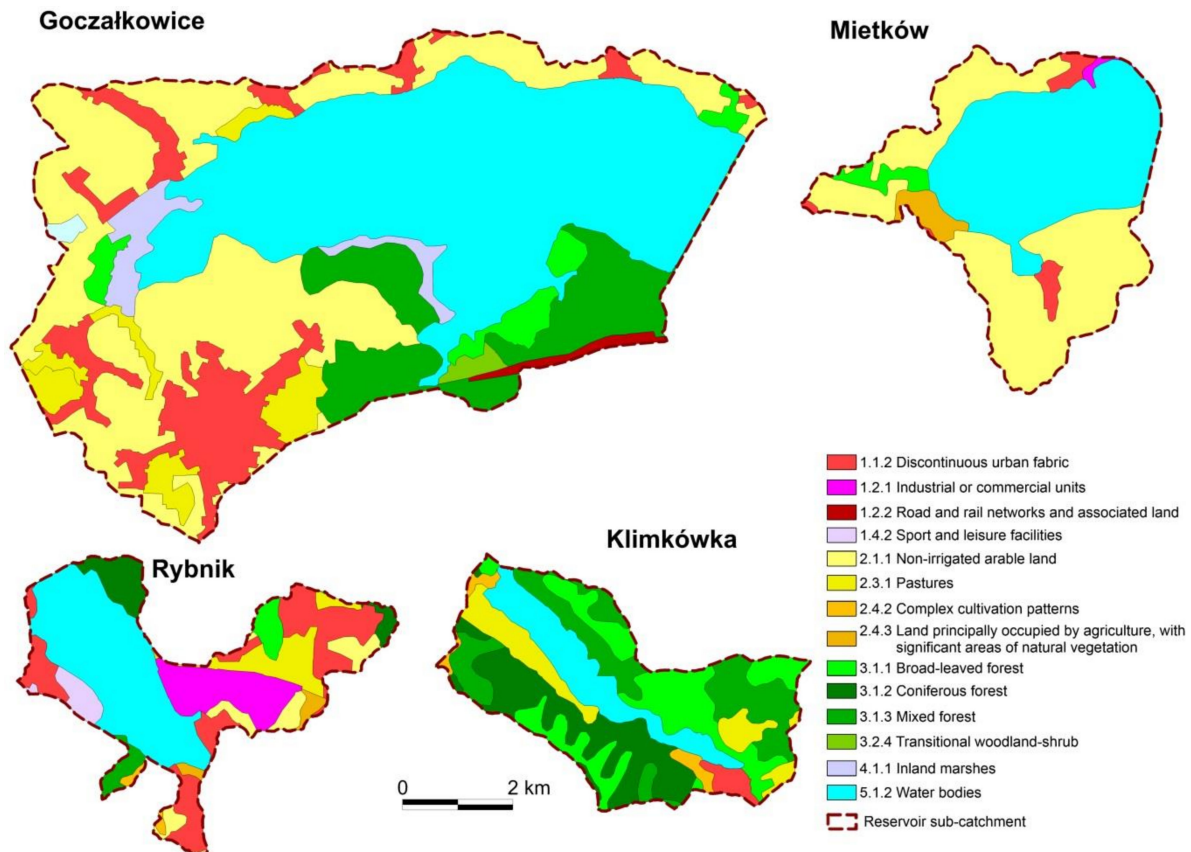 Goczałkowice
Mietków
Rybnik
Klimkówka
0 2 km
1.1.2 Discontinuous urban fabric
1.2.1 Industrial or commercial units
1.2.2 Road and rail networks and associated land
1.4.2 Sport and leisure facilities
2.1.1 Non-irrigated arable land
2.3.1 Pastures
2.4.2 Complex cultivation patterns
2.4.3 Land principally occupied by agriculture, with
significant areas of natural vegetation
3.1.1 Broad-leaved forest
3.1.2 Coniferous forest
3.1.3 Mixed forest
3.2.4 Transitional woodland-shrub
4.1.1 Inland marshes
5.1.2 Water bodies
Reservoir sub-catchment